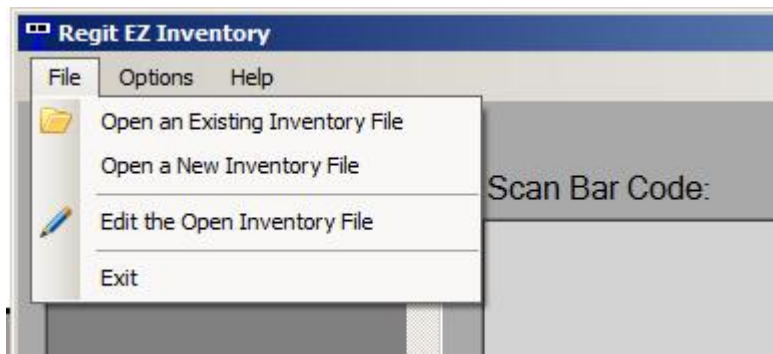 Regit EZ Inventory
File Options Help
Open an Existing Inventory File
Open a New Inventory File
Scan Bar Code:
Edit the Open Inventory File
Exit